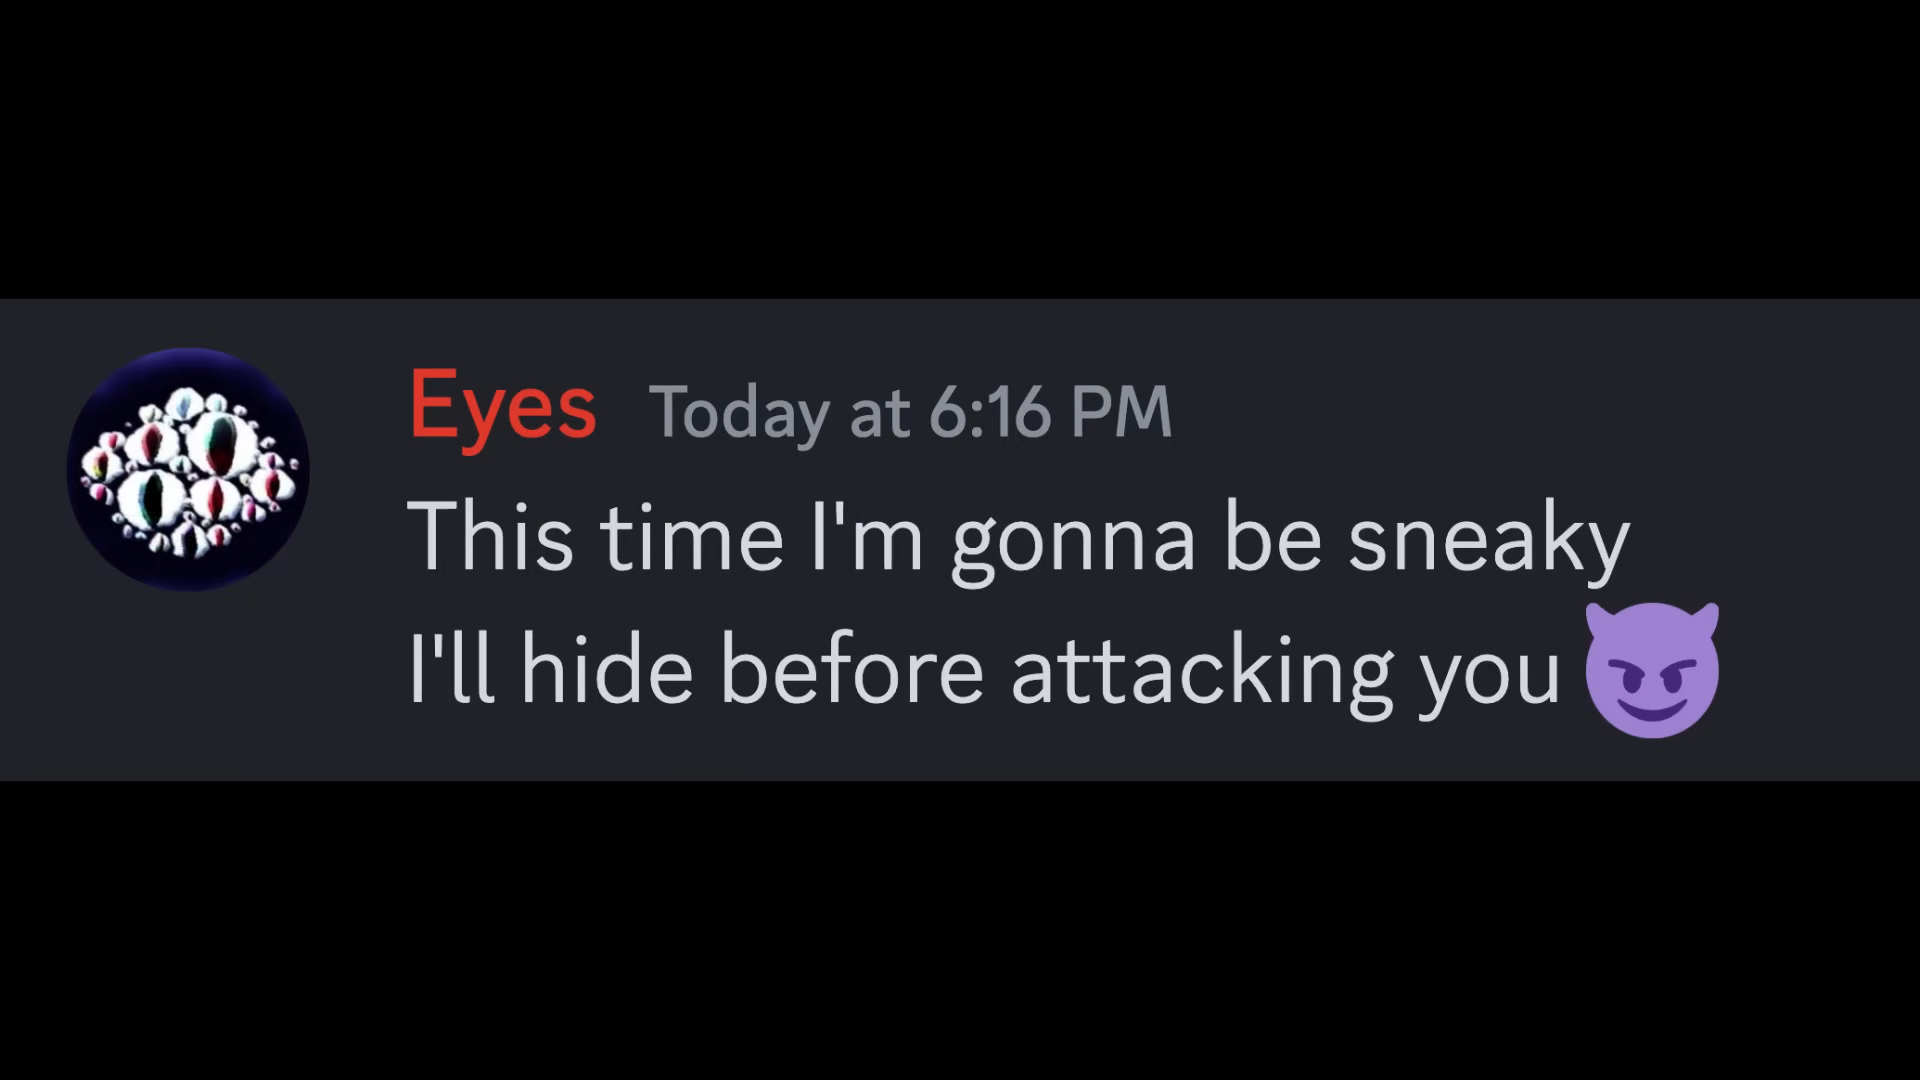 Eyes Today at 6:16 PM
This time I'm gonna be sneaky
I'll hide before attacking you 😈